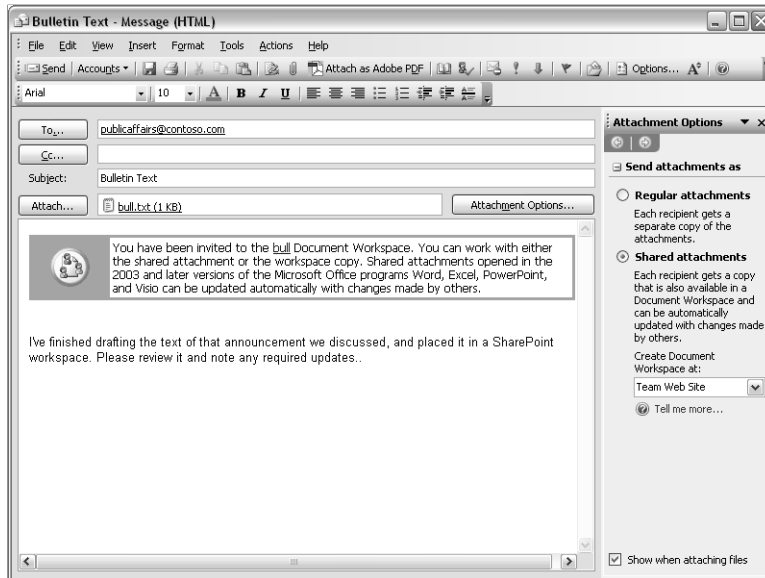 Bulletin Text - Message (HTML)
File Edit View Insert Format Tools Actions Help
Send Accounts Attach as Adobe PDF Options...
Arial 10 A B I U
To... publicaffairs@contoso.com
Cc...
Subject: Bulletin Text
Attach... bull.txt (1 KB) Attachment Options...
You have been invited to the bull Document Workspace. You can work with either
the shared attachment or the workspace copy. Shared attachments opened in the
2003 and later versions of the Microsoft Office programs Word, Excel, PowerPoint,
and Visio can be updated automatically with changes made by others.
I've finished drafting the text of that announcement we discussed, and placed it in a SharePoint
workspace. Please review it and note any required updates..
Attachment Options
Send attachments as
Regular attachments
Each recipient gets a
separate copy of the
attachments.
Shared attachments
Each recipient gets a copy
that is also available in a
Document Workspace and
can be automatically
updated with changes made
by others.
Create Document
Workspace at:
Team Web Site
Tell me more...
Show when attaching files